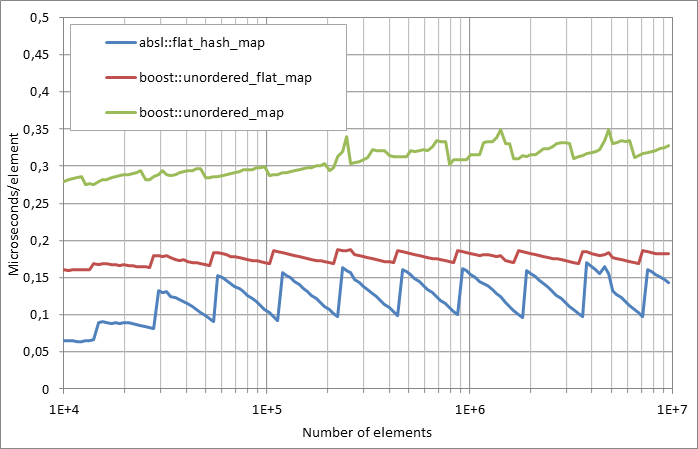 0,5
0,45
0,4
0,35
0,3
0,25
0,2
0,15
0,1
0,05
0
Microseconds/element
absl::flat_hash_map
boost::unordered_flat_map
boost::unordered_map
1E+4 1E+5 1E+6 1E+7
Number of elements